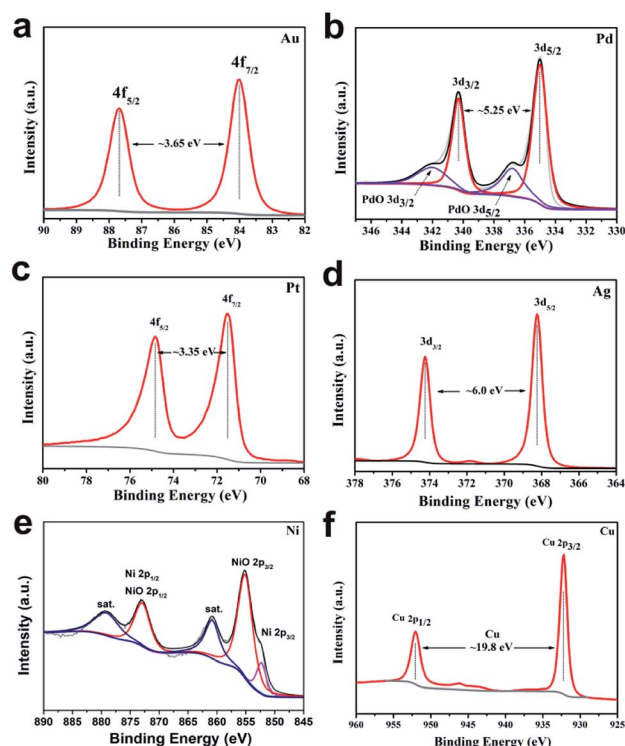 a
Au
4f5/2
4f7/2
~3.65 eV
Intensity (a.u.)
90 89 88 87 86 85 84 83 82
Binding Energy (eV)
b
Pd
3d5/2
3d3/2
~5.25 eV
PdO 3d3/2
PdO 3d5/2
Intensity (a.u.)
346 344 342 340 338 336 334 332 330
Binding Energy (eV)
c
Pt
4f7/2
4f5/2
~3.35 eV
Intensity (a.u.)
80 78 76 74 72 70 68
Binding Energy (eV)
d
Ag
3d5/2
3d3/2
~6.0 eV
Intensity (a.u.)
378 376 374 372 370 368 366 364
Binding Energy (eV)
e
Ni
NiO 2p3/2
Ni 2p1/2
NiO 2p1/2
sat.
sat.
Ni 2p3/2
Intensity (a.u.)
890 880 875 870 865 860 855 850 845
Binding Energy (eV)
f
Cu
Cu 2p3/2
Cu 2p1/2
Cu
~19.8 eV
Intensity (a.u.)
960 955 950 945 940 935 930 925
Binding Energy (eV)